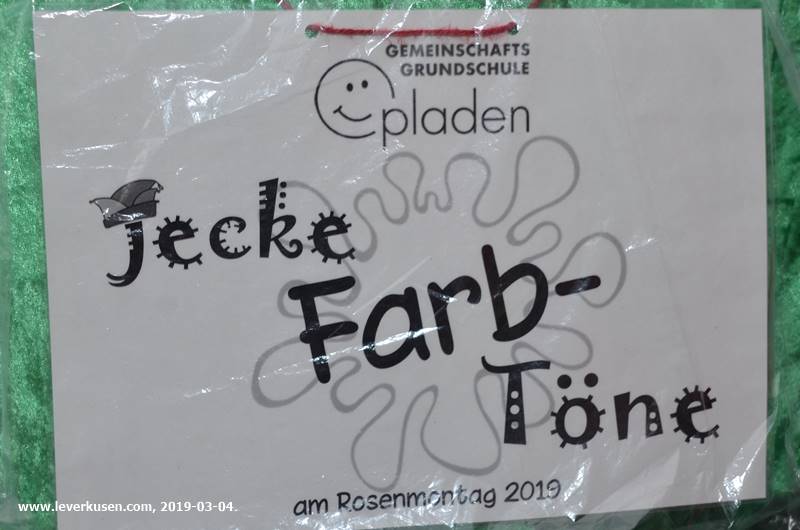 GEMEINSCHAFTS
GRUNDSCHULE
Opladen
Jecke
Farb-
Töne
am Rosenmontag 2019
www.leverkusen.com, 2019-03-04.